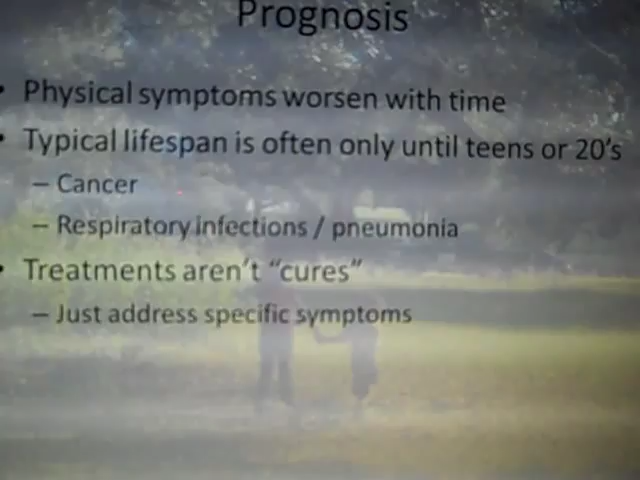 Prognosis
• Physical symptoms worsen with time
• Typical lifespan is often only until teens or 20's
– Cancer
– Respiratory infections / pneumonia
• Treatments aren't "cures"
– Just address specific symptoms